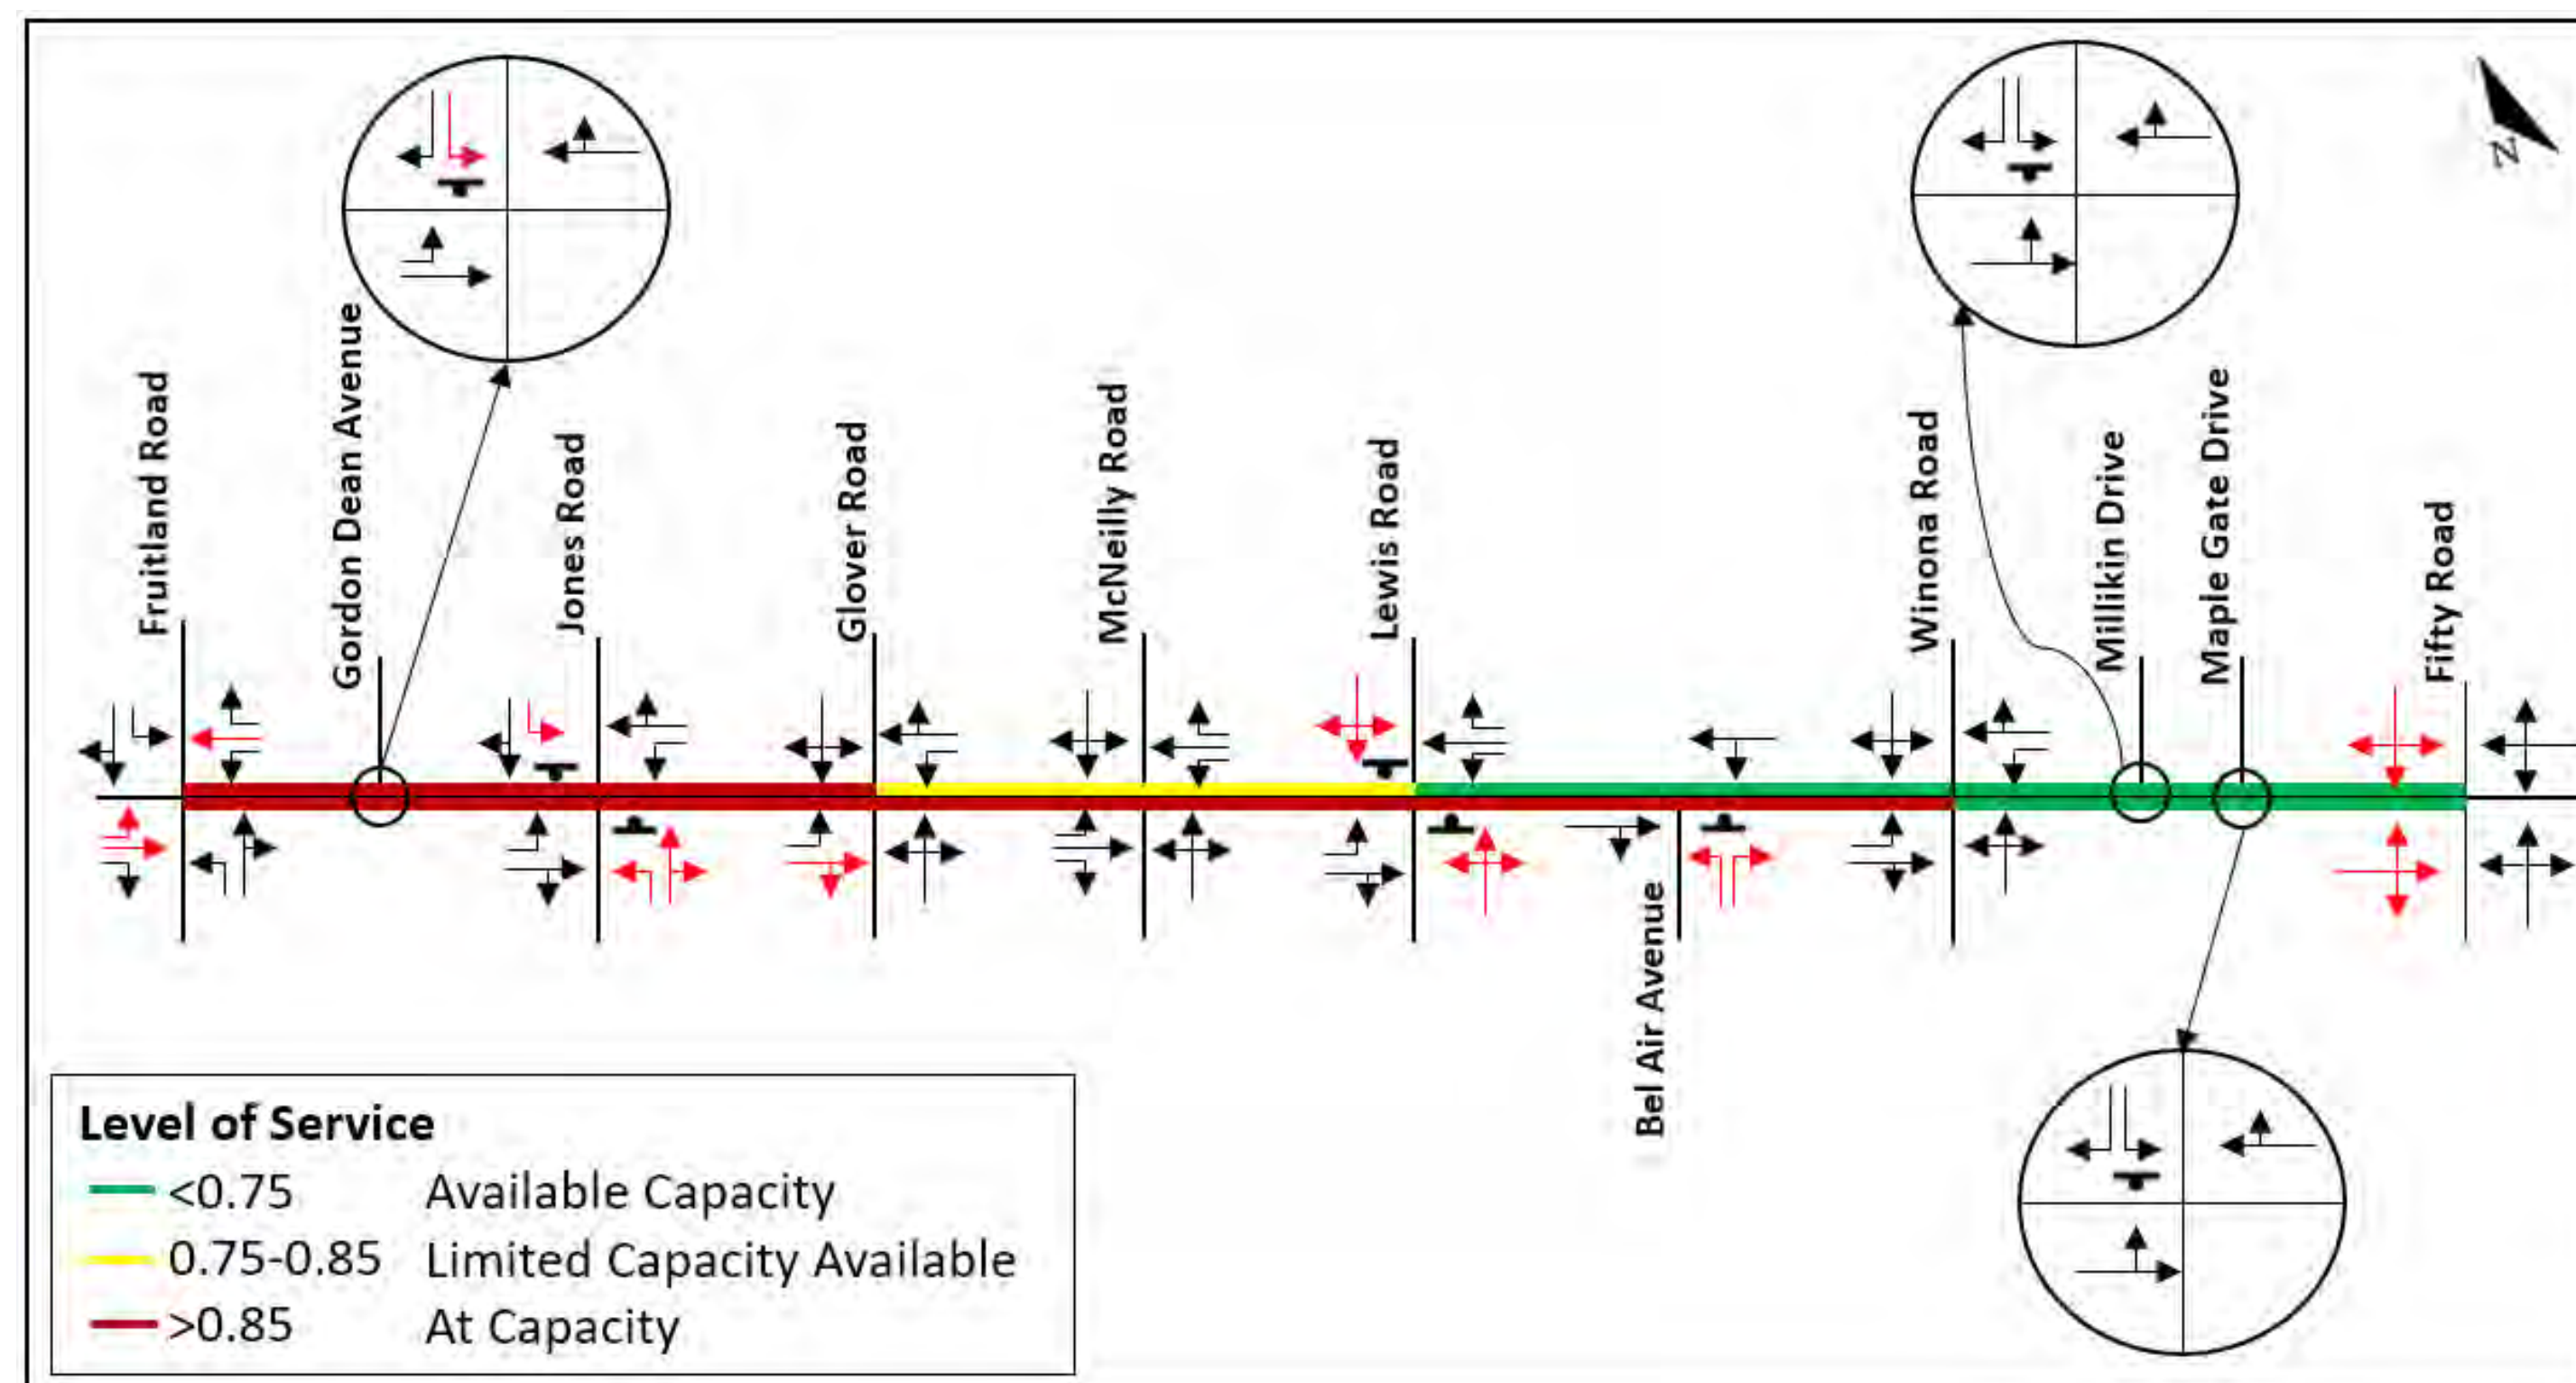 N
Fruitland Road
Gordon Dean Avenue
Jones Road
Glover Road
McNeilly Road
Lewis Road
Bel Air Avenue
Winona Road
Millikin Drive
Maple Gate Drive
Fifty Road
Level of Service
<0.75 Available Capacity
0.75-0.85 Limited Capacity Available
>0.85 At Capacity